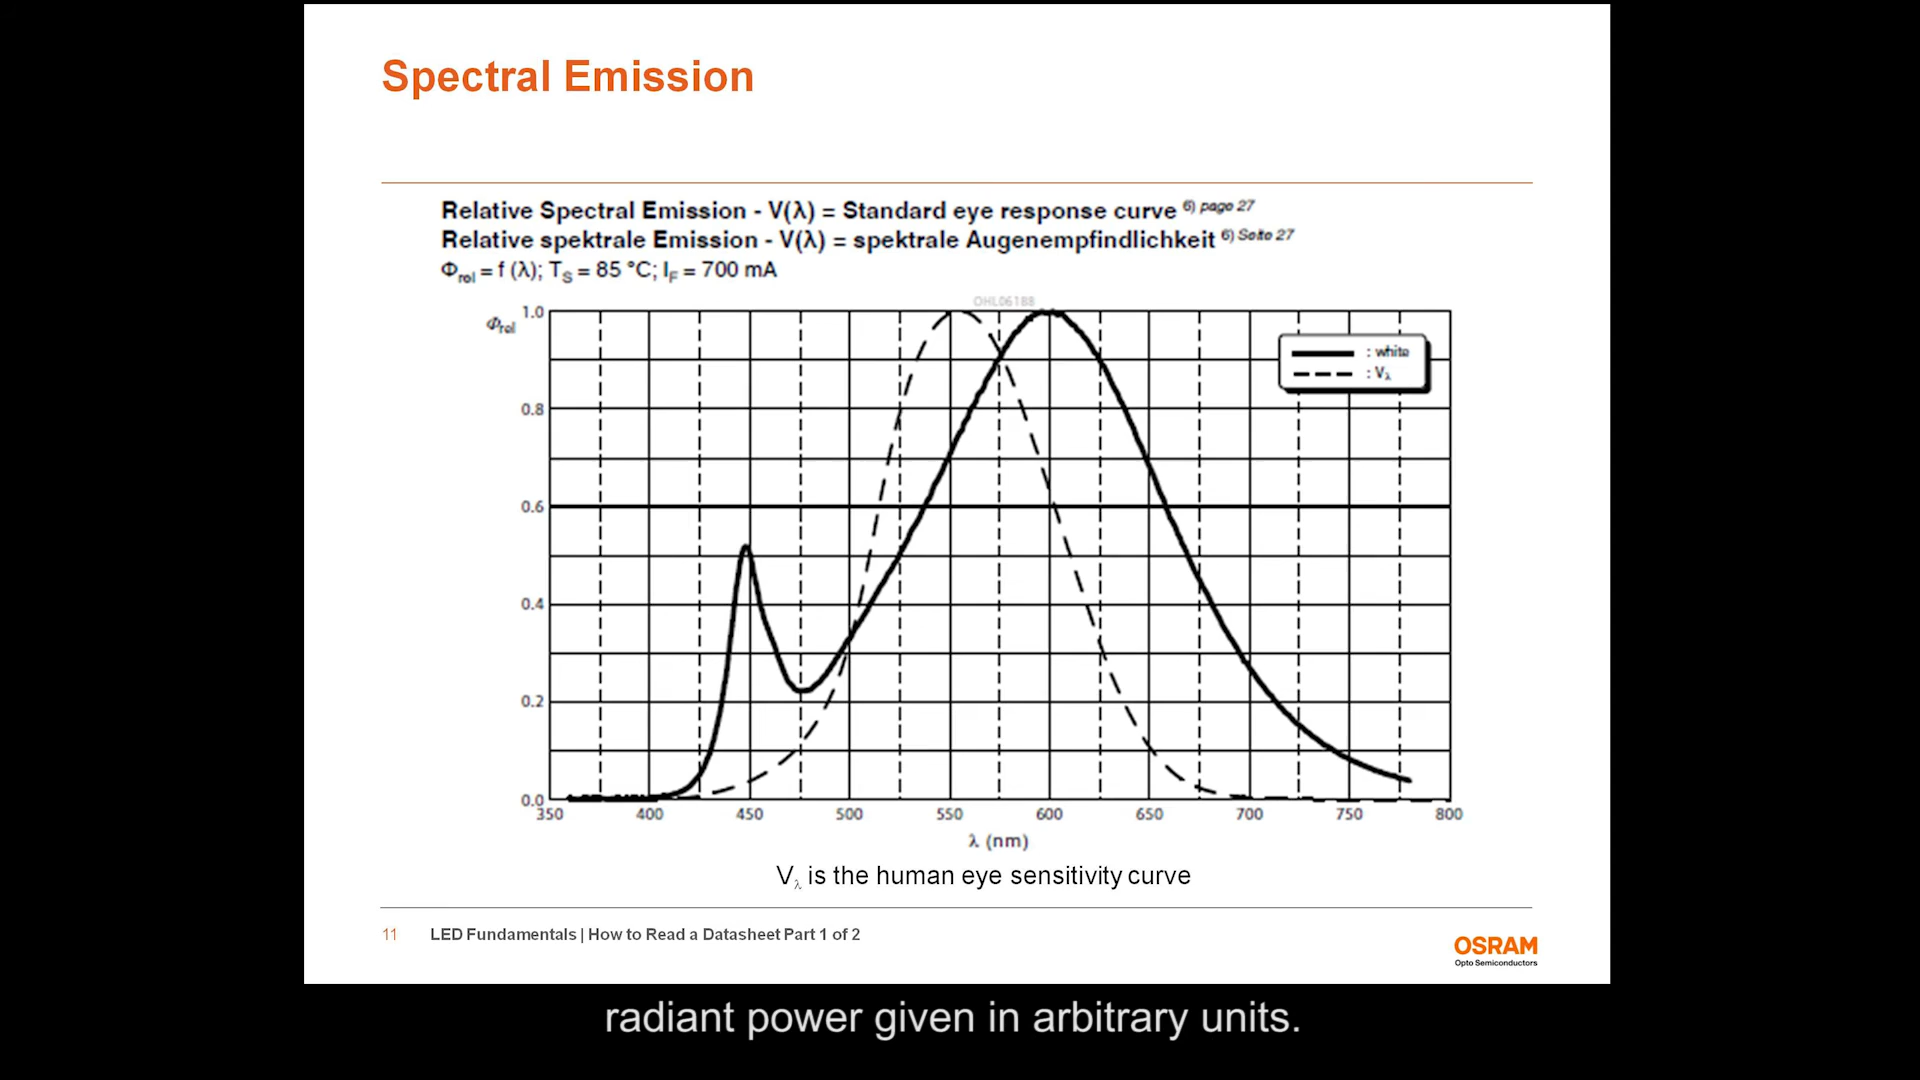 Spectral Emission
Relative Spectral Emission - V(λ) = Standard eye response curve 6) page 27
Relative spektrale Emission - V(λ) = spektrale Augenempfindlichkeit 6) Seite 27
Φrel = f (λ); TS = 85 °C; IF = 700 mA
OHL06188
Φrel
1.0
0.8
0.6
0.4
0.2
0.0
: white
: Vλ
350 400 450 500 550 600 650 700 750 800
λ (nm)
Vλ is the human eye sensitivity curve
11 LED Fundamentals | How to Read a Datasheet Part 1 of 2
OSRAM
Opto Semiconductors
radiant power given in arbitrary units.